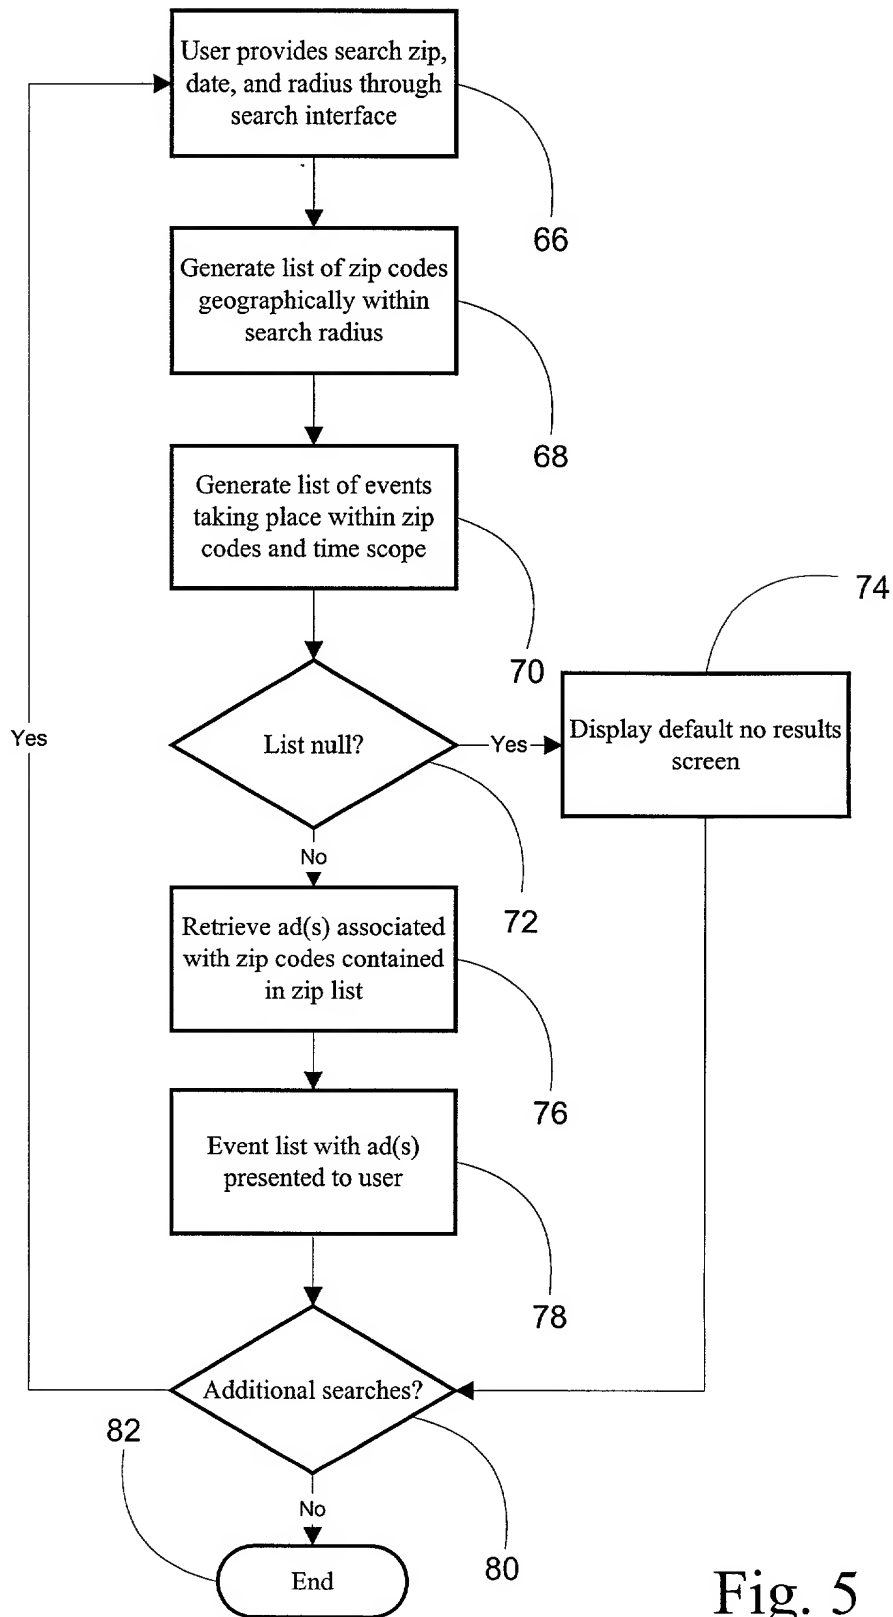 User provides search zip,
date, and radius through
search interface
66
Generate list of zip codes
geographically within
search radius
68
Generate list of events
taking place within zip
codes and time scope
70
74
List null?
Yes
Display default no results
screen
Yes
No
72
Retrieve ad(s) associated
with zip codes contained
in zip list
76
Event list with ad(s)
presented to user
78
Additional searches?
82
No
80
End
Fig. 5